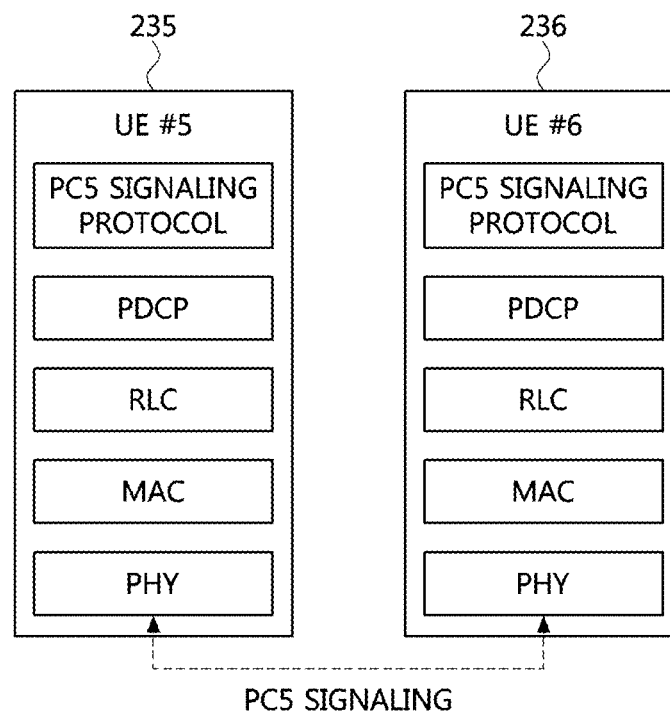 235
236
UE #5
PC5 SIGNALING
PROTOCOL
PDCP
RLC
MAC
PHY
UE #6
PC5 SIGNALING
PROTOCOL
PDCP
RLC
MAC
PHY
PC5 SIGNALING